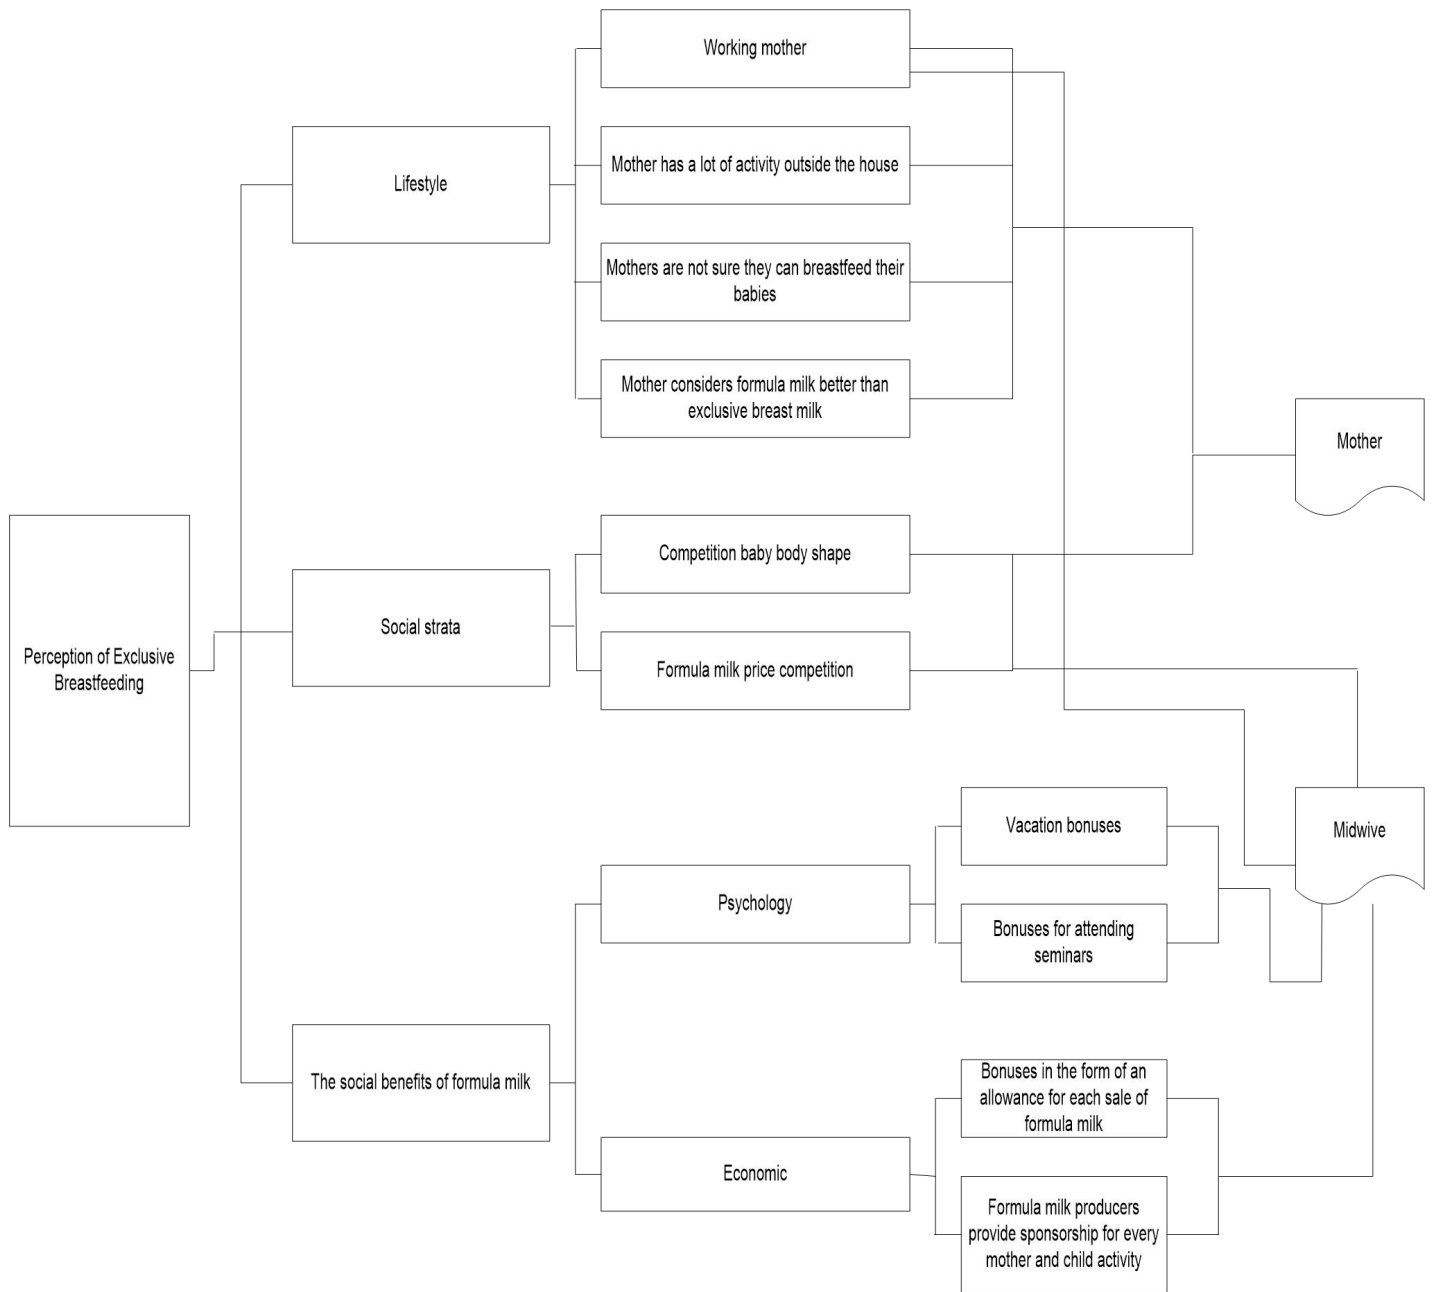 Working mother
Lifestyle
Mother has a lot of activity outside the house
Mothers are not sure they can breastfeed their
babies
Mother considers formula milk better than
exclusive breast milk
Mother
Perception of Exclusive
Breastfeeding
Social strata
Competition baby body shape
Formula milk price competition
Midwive
The social benefits of formula milk
Psychology
Vacation bonuses
Bonuses for attending
seminars
Economic
Bonuses in the form of an
allowance for each sale of
formula milk
Formula milk producers
provide sponsorship for every
mother and child activity